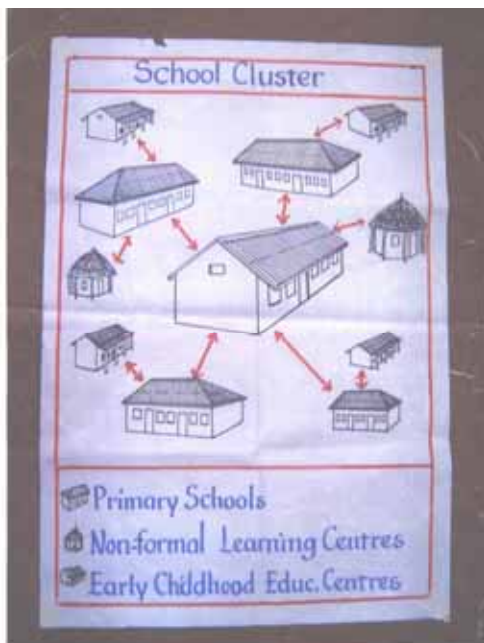 School Cluster
Primary Schools
Non-formal Learning Centres
Early Childhood Educ. Centres